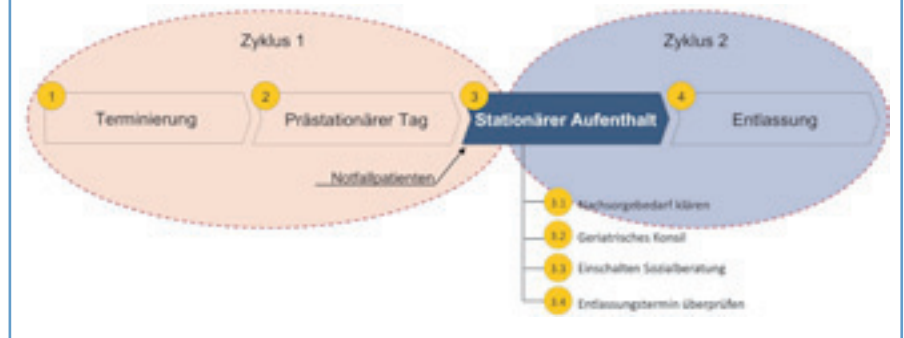 Zyklus 1
Zyklus 2
1
Terminierung
2
Prästationärer Tag
3
Stationärer Aufenthalt
4
Entlassung
Notfallpatienten
3.1 Nachsorgebedarf klären
3.2 Geriatrisches Konsil
3.3 Einschalten Sozialberatung
3.4 Entlassungstermin überprüfen